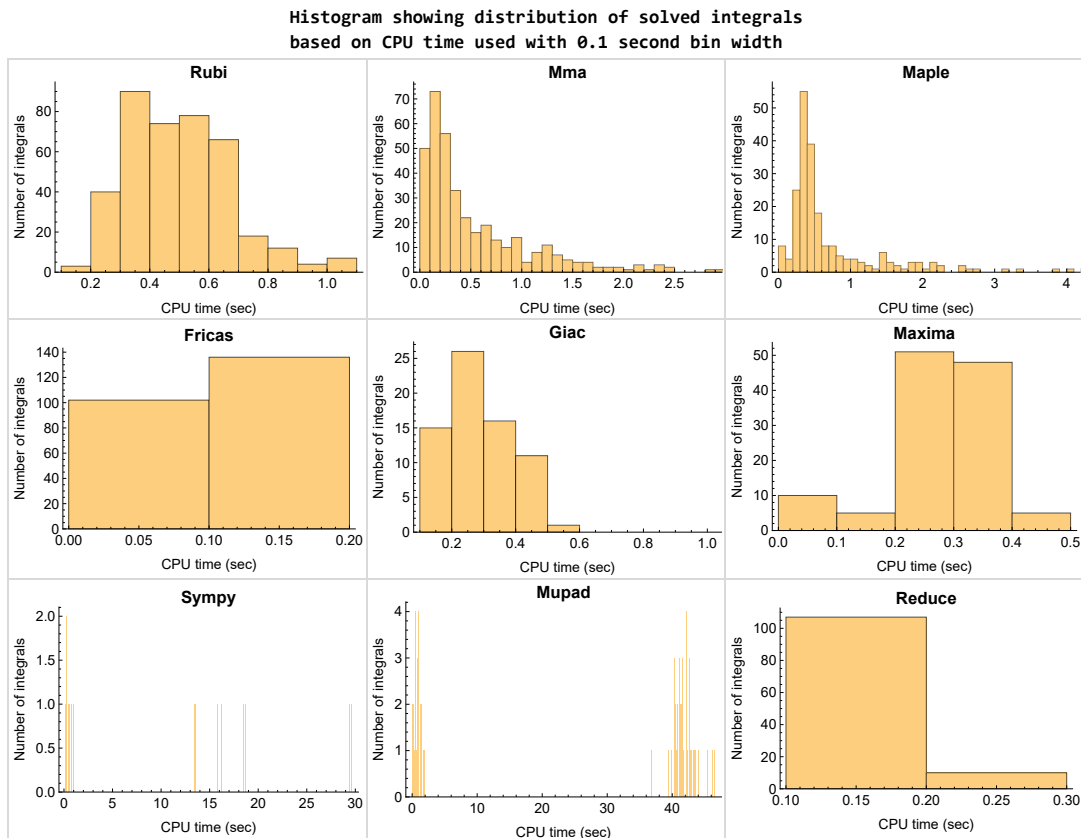 Histogram showing distribution of solved integrals
based on CPU time used with 0.1 second bin width
Rubi
Number of integrals
0 20 40 60 80
0.2 0.4 0.6 0.8 1.0
CPU time (sec)
Mma
Number of integrals
0 10 20 30 40 50 60 70
0.0 0.5 1.0 1.5 2.0 2.5
CPU time (sec)
Maple
Number of integrals
0 10 20 30 40 50
0 1 2 3 4
CPU time (sec)
Fricas
Number of integrals
0 20 40 60 80 100 120 140
0.00 0.05 0.10 0.15 0.20
CPU time (sec)
Giac
Number of integrals
0 5 10 15 20 25
0.2 0.4 0.6 0.8 1.0
CPU time (sec)
Maxima
Number of integrals
0 10 20 30 40 50
0.0 0.1 0.2 0.3 0.4 0.5
CPU time (sec)
Sympy
Number of integrals
0.0 0.5 1.0 1.5 2.0
0 5 10 15 20 25 30
CPU time (sec)
Mupad
Number of integrals
0 1 2 3 4
0 20 40
CPU time (sec)
Reduce
Number of integrals
0 20 40 60 80 100
0.10 0.15 0.20 0.25 0.30
CPU time (sec)